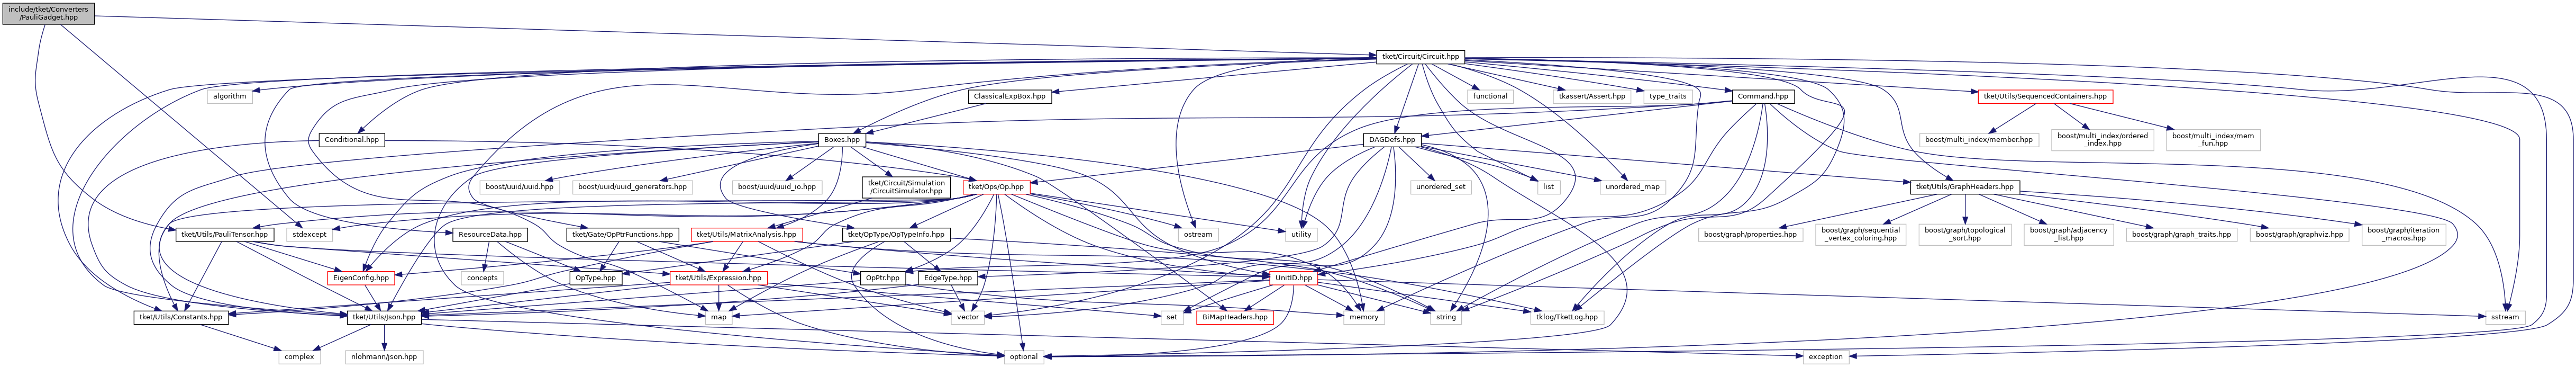 include/tket/Converters
/PauliGadget.hpp
tket/Circuit/Circuit.hpp
algorithm
ClassicalExpBox.hpp
functional
tkassert/Assert.hpp
type_traits
Command.hpp
tket/Utils/SequencedContainers.hpp
Conditional.hpp
Boxes.hpp
DAGDefs.hpp
boost/multi_index/member.hpp
boost/multi_index/ordered
_index.hpp
boost/multi_index/mem
_fun.hpp
boost/uuid/uuid.hpp
boost/uuid/uuid_generators.hpp
boost/uuid/uuid_io.hpp
tket/Circuit/Simulation
/CircuitSimulator.hpp
tket/Ops/Op.hpp
unordered_set
list
unordered_map
tket/Utils/GraphHeaders.hpp
tket/Utils/PauliTensor.hpp
stdexcept
ResourceData.hpp
tket/Gate/OpPtrFunctions.hpp
tket/Utils/MatrixAnalysis.hpp
tket/OpType/OpTypeInfo.hpp
ostream
utility
boost/graph/properties.hpp
boost/graph/sequential
_vertex_coloring.hpp
boost/graph/topological
_sort.hpp
boost/graph/adjacency
_list.hpp
boost/graph/graph_traits.hpp
boost/graph/graphviz.hpp
boost/graph/iteration
_macros.hpp
EigenConfig.hpp
concepts
OpType.hpp
tket/Utils/Expression.hpp
OpPtr.hpp
EdgeType.hpp
UnitID.hpp
tket/Utils/Constants.hpp
tket/Utils/Json.hpp
map
vector
set
BiMapHeaders.hpp
memory
string
tklog/TketLog.hpp
sstream
complex
nlohmann/json.hpp
optional
exception